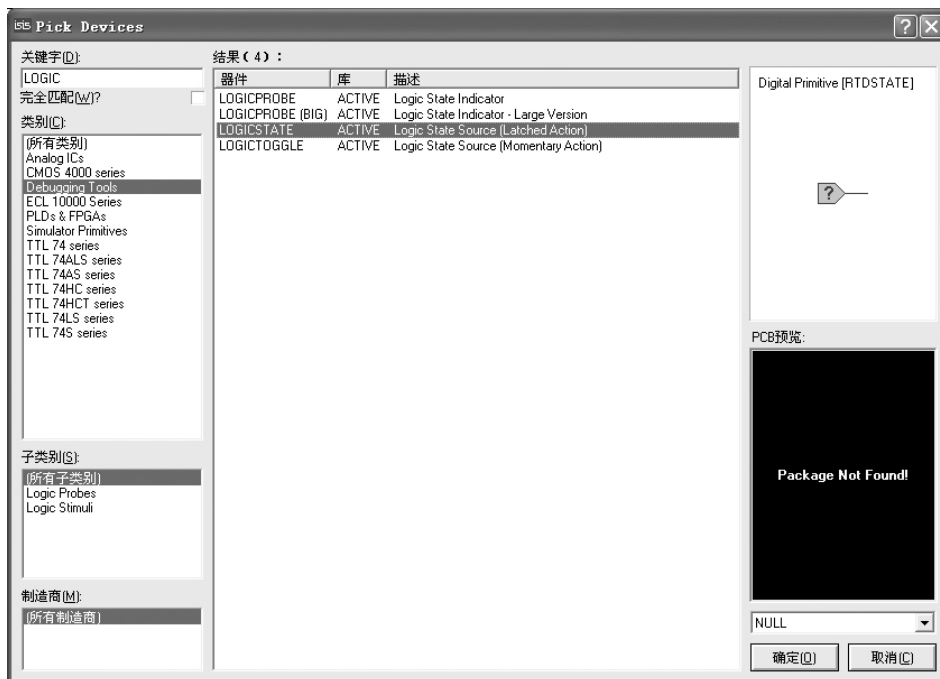 isis Pick Devices
关键字(D):
LOGIC
完全匹配(W)?
类别(C):
(所有类别)
Analog ICs
CMOS 4000 series
Debugging Tools
ECL 10000 Series
PLDs & FPGAs
Simulator Primitives
TTL 74 series
TTL 74ALS series
TTL 74AS series
TTL 74HC series
TTL 74HCT series
TTL 74LS series
TTL 74S series
子类别(S):
(所有子类别)
Logic Probes
Logic Stimuli
制造商(M):
(所有制造商)
结果(4):
器件 库 描述
LOGICPROBE ACTIVE Logic State Indicator
LOGICPROBE (BIG) ACTIVE Logic State Indicator - Large Version
LOGICSTATE ACTIVE Logic State Source (Latched Action)
LOGICTOGGLE ACTIVE Logic State Source (Momentary Action)
Digital Primitive [RTDSTATE]
?
PCB预览:
Package Not Found!
NULL
确定(O) 取消(C)